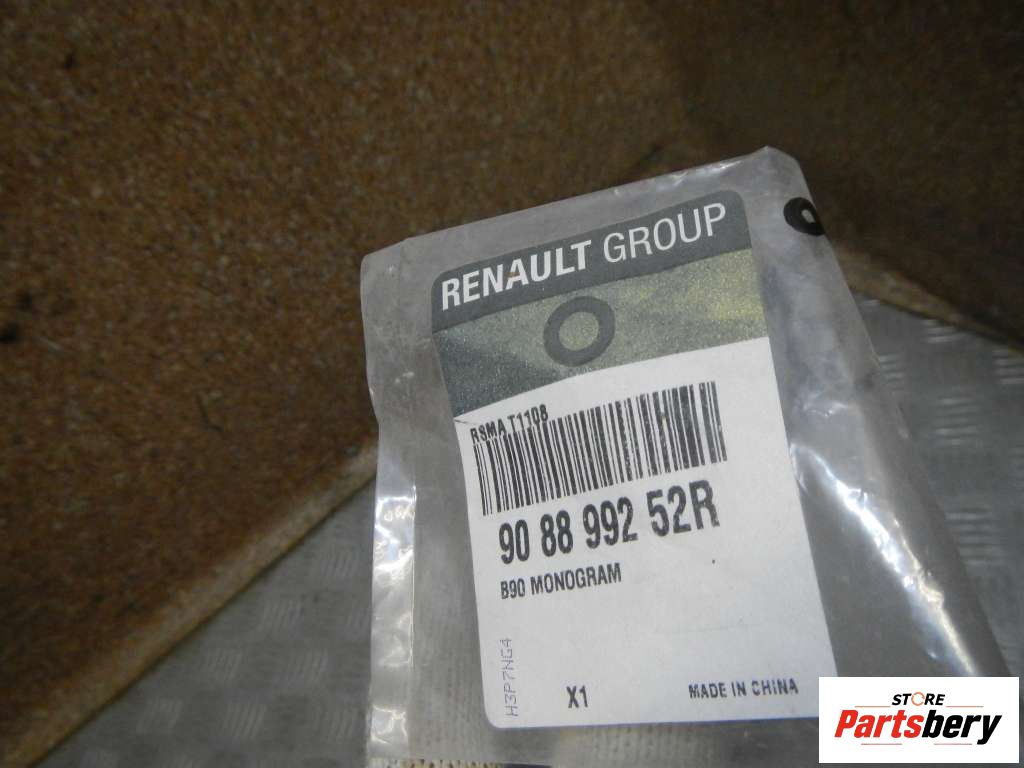 RENAULT GROUP
RSMA T1108
90 88 992 52R
B90 MONOGRAM
H3P7NG4
X1 MADE IN CHINA
STORE
Partsbery